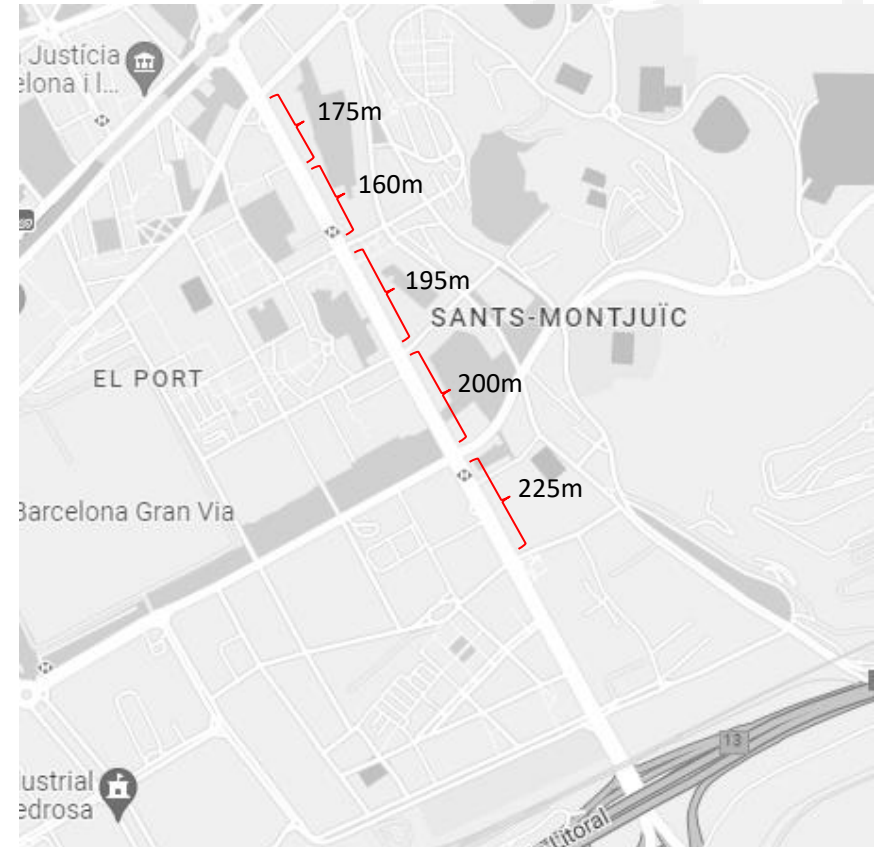 Justícia
elona i l...
175m
160m
195m
SANTS-MONTJUÏC
EL PORT
200m
225m
Barcelona Gran Via
13
ustrial
edrosa
Litoral